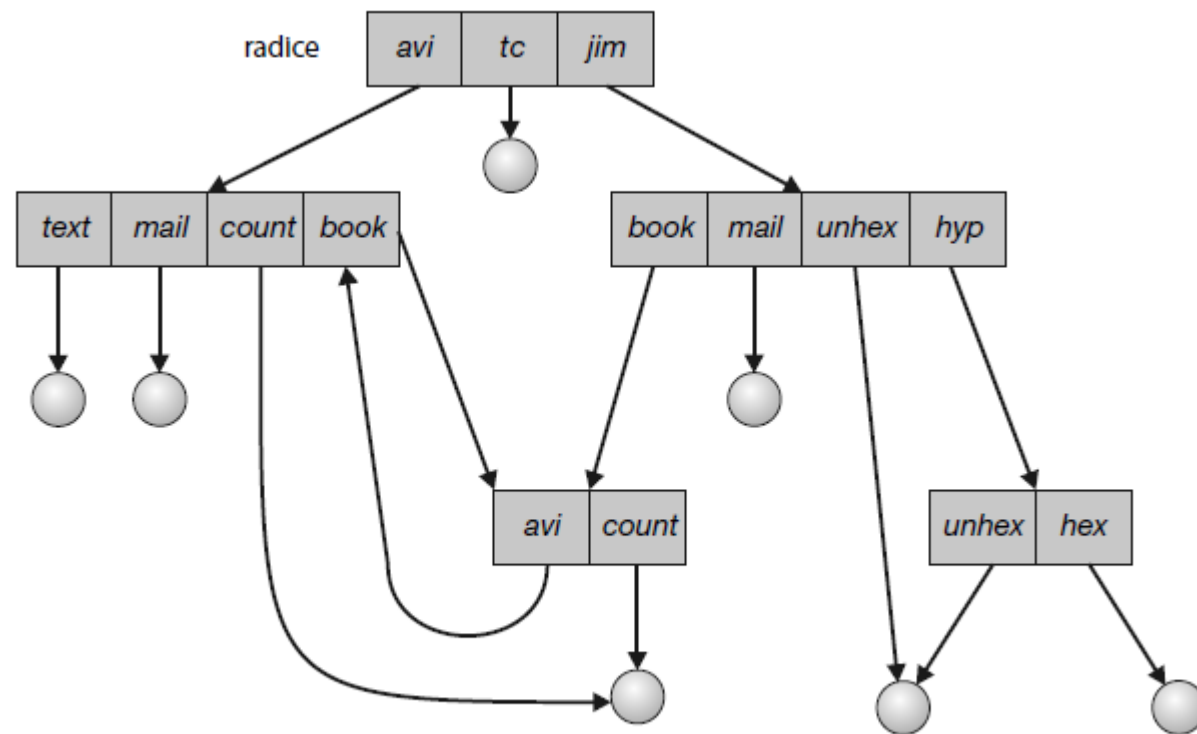 radice avi tc jim
text mail count book book mail unhex hyp
avi count unhex hex